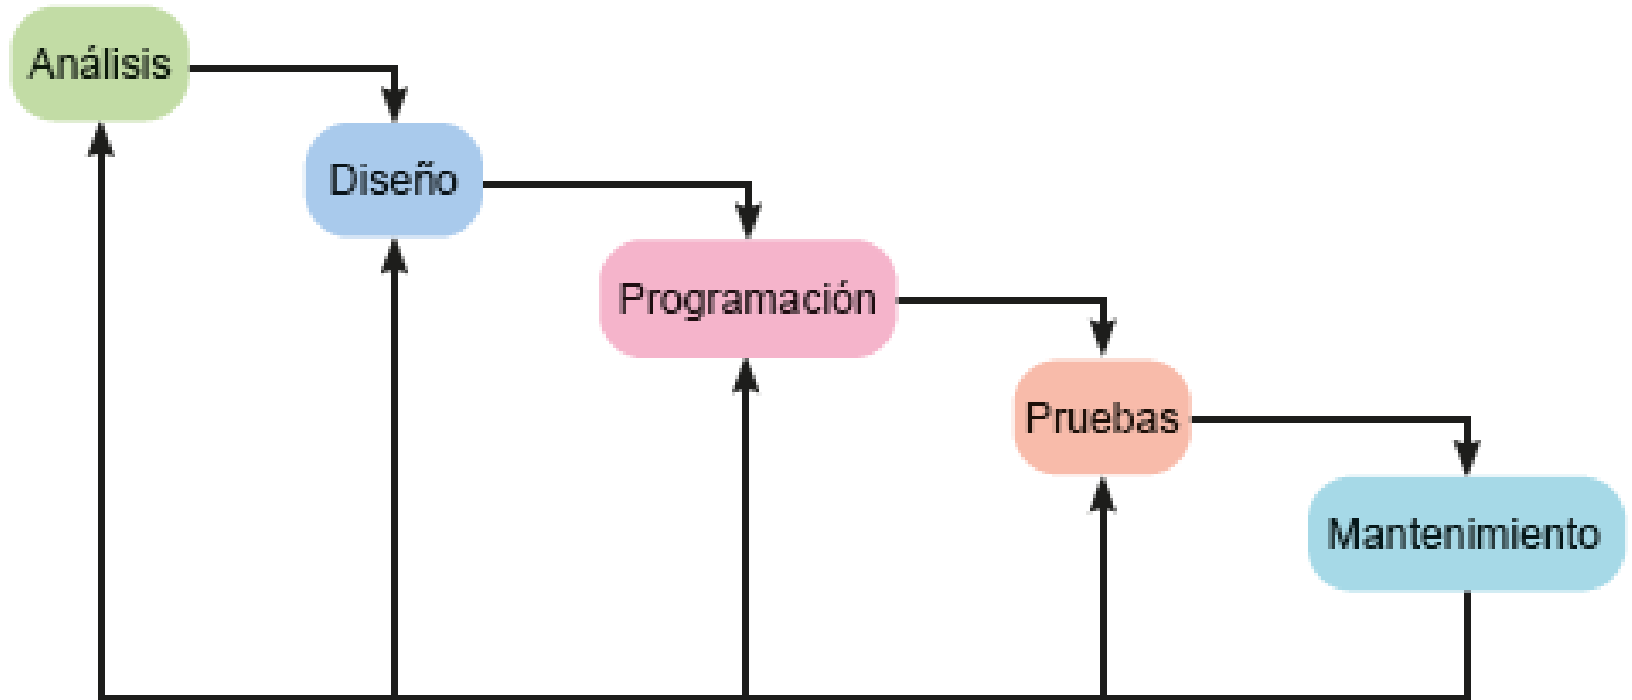 Análisis
Diseño
Programación
Pruebas
Mantenimiento